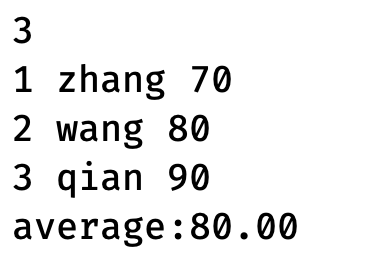 3
1 zhang 70
2 wang 80
3 qian 90
average:80.00